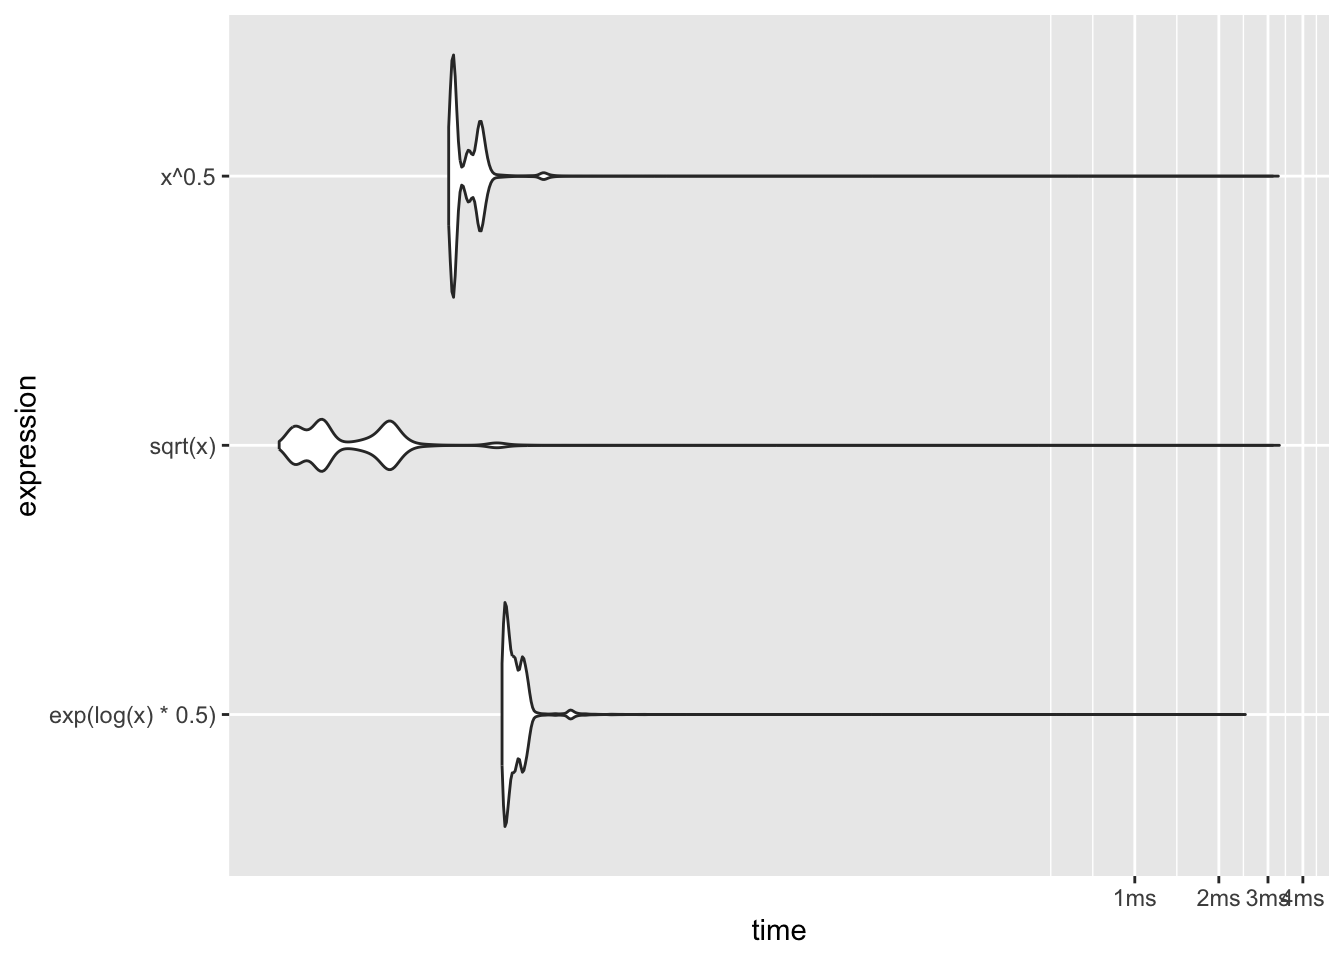 expression
x^0.5
sqrt(x)
exp(log(x) * 0.5)
1ms 2ms 3ms 4ms
time